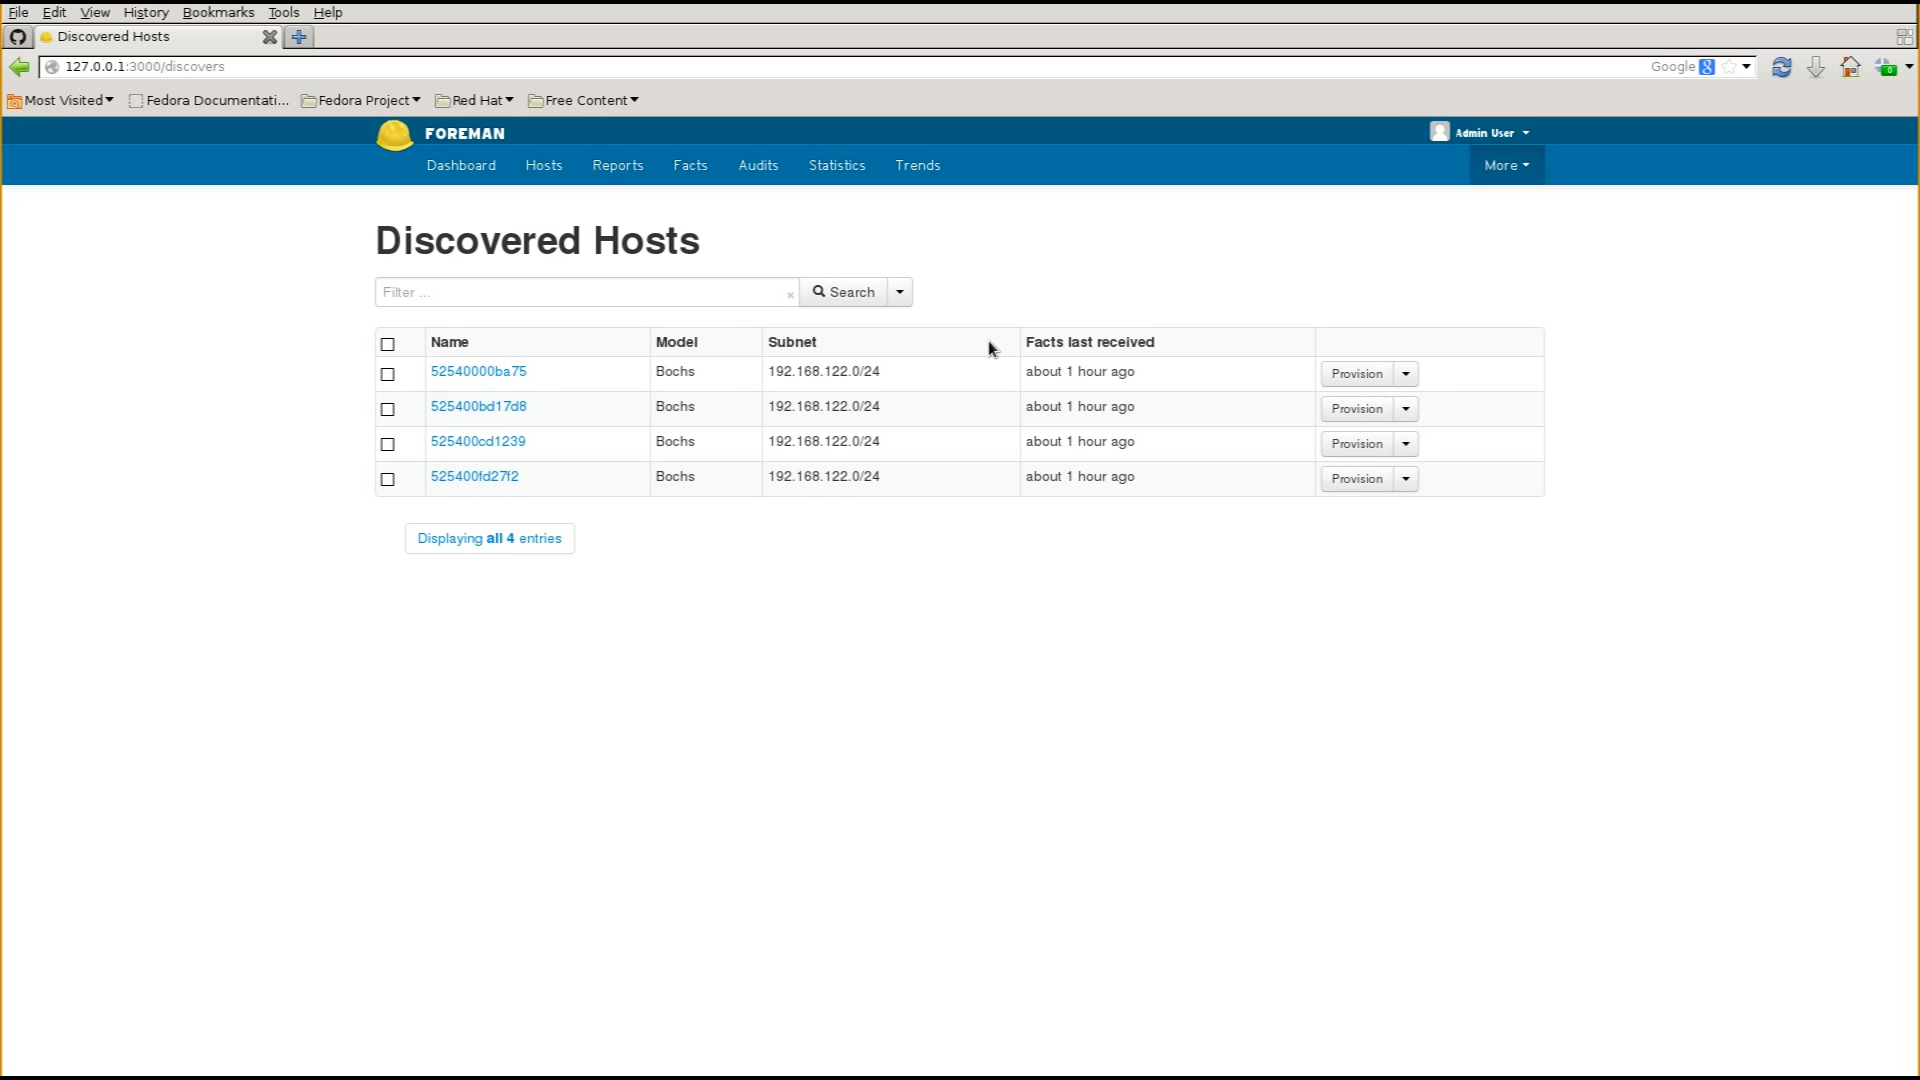 File Edit View History Bookmarks Tools Help
Discovered Hosts
127.0.0.1:3000/discovers Google 8
Most Visited Fedora Documentati... Fedora Project Red Hat Free Content
FOREMAN Admin User
Dashboard Hosts Reports Facts Audits Statistics Trends More
Discovered Hosts
Filter ... × Search
Name Model Subnet Facts last received
52540000ba75 Bochs 192.168.122.0/24 about 1 hour ago Provision
525400bd17d8 Bochs 192.168.122.0/24 about 1 hour ago Provision
525400cd1239 Bochs 192.168.122.0/24 about 1 hour ago Provision
525400fd27f2 Bochs 192.168.122.0/24 about 1 hour ago Provision
Displaying all 4 entries